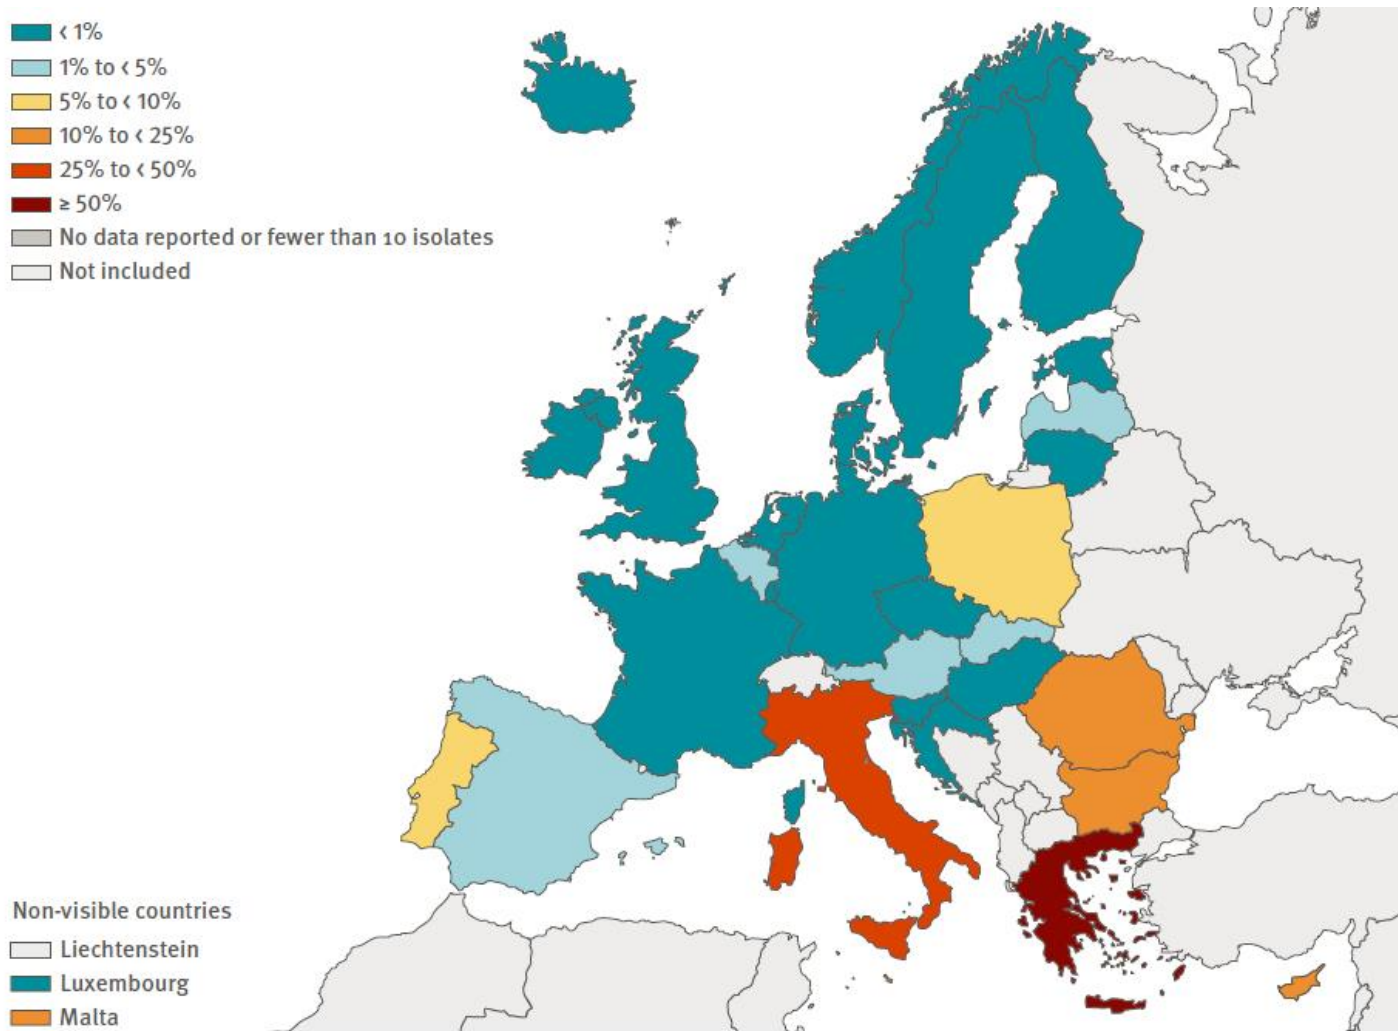 < 1%
1% to < 5%
5% to < 10%
10% to < 25%
25% to < 50%
≥ 50%
No data reported or fewer than 10 isolates
Not included
Non-visible countries
Liechtenstein
Luxembourg
Malta